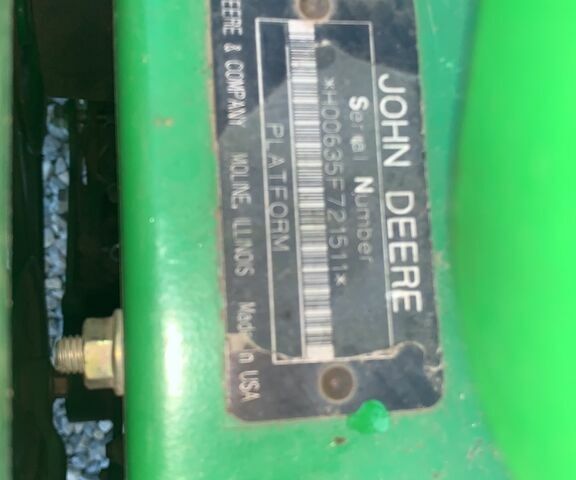 JOHN DEERE
Serial Number
*H00635F721511*
PLATFORM
DEERE & COMPANY MOLINE, ILLINOIS Made in USA